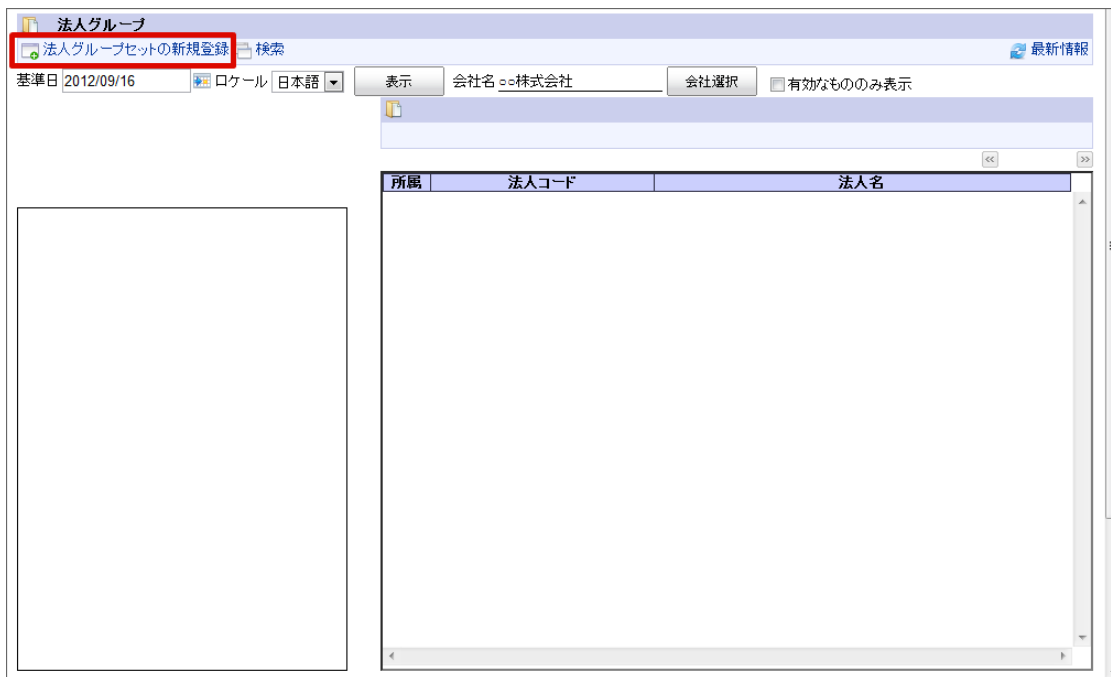 法人グループ
法人グループセットの新規登録 検索 最新情報
基準日 2012/09/16 ロケール 日本語 表示 会社名 ○○株式会社 会社選択 有効なもののみ表示
<< >>
所属 法人コード 法人名